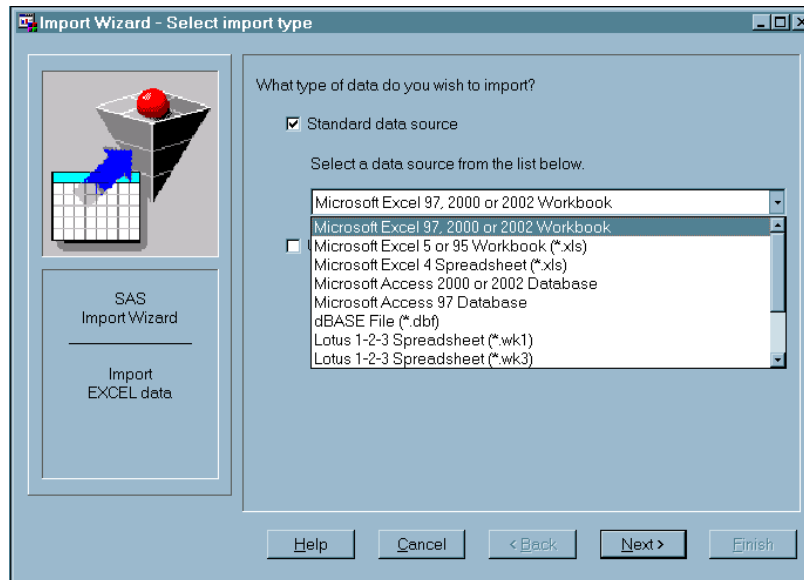 Import Wizard - Select import type
What type of data do you wish to import?
Standard data source
Select a data source from the list below.
Microsoft Excel 97, 2000 or 2002 Workbook
Microsoft Excel 97, 2000 or 2002 Workbook
Microsoft Excel 5 or 95 Workbook (*.xls)
Microsoft Excel 4 Spreadsheet (*.xls)
Microsoft Access 2000 or 2002 Database
Microsoft Access 97 Database
dBASE File (*.dbf)
Lotus 1-2-3 Spreadsheet (*.wk1)
Lotus 1-2-3 Spreadsheet (*.wk3)
SAS
Import Wizard
Import
EXCEL data
Help
Cancel
< Back
Next >
Finish